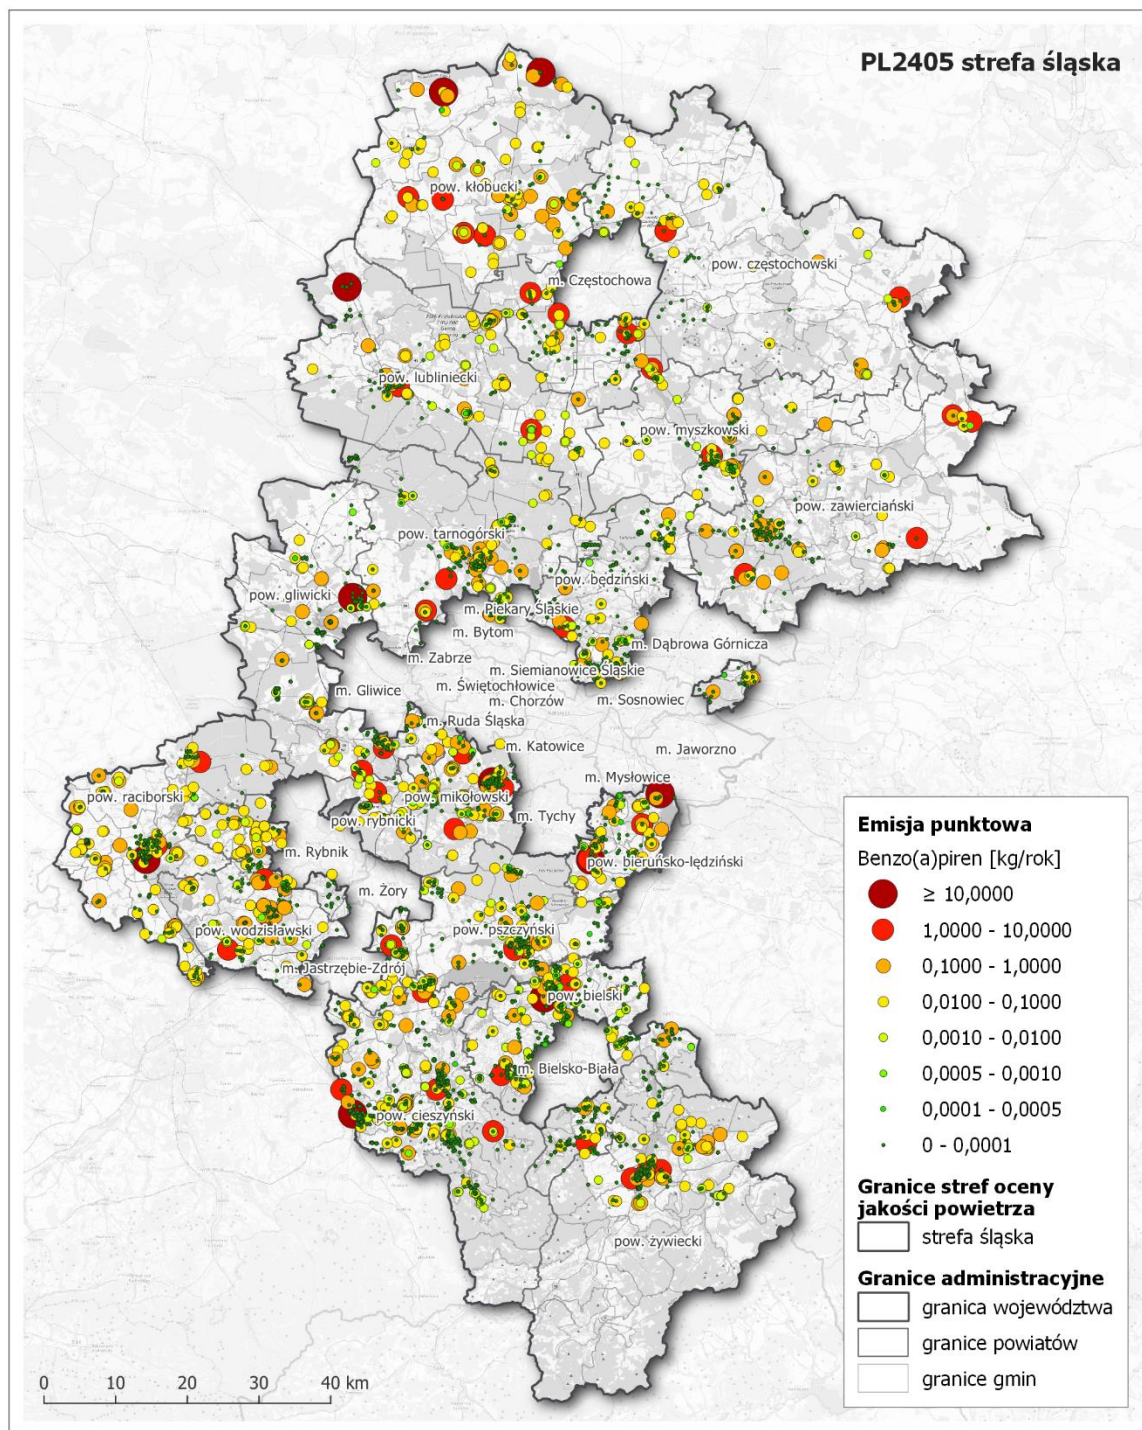 PL2405 strefa śląska
pow. kłobucki
pow. częstochowski
m. Częstochowa
pow. lubliniecki
pow. myszkowski
pow. zawierciański
pow. tarnogórski
pow. będziński
pow. gliwicki
m. Piekary Śląskie
m. Bytom
m. Dąbrowa Górnicza
m. Zabrze
m. Siemianowice Śląskie
m. Świętochłowice
m. Gliwice
m. Chorzów
m. Sosnowiec
m. Ruda Śląska
m. Katowice
m. Jaworzno
m. Mysłowice
pow. raciborski
pow. mikołowski
pow. rybnicki
m. Tychy
m. Rybnik
pow. bieruńsko-lędziński
m. Żory
pow. wodzisławski
pow. pszczyński
m. Jastrzębie-Zdrój
pow. bielski
m. Bielsko-Biała
pow. cieszyński
pow. żywiecki
Emisja punktowa
Benzo(a)piren [kg/rok]
≥ 10,0000
1,0000 - 10,0000
0,1000 - 1,0000
0,0100 - 0,1000
0,0010 - 0,0100
0,0005 - 0,0010
0,0001 - 0,0005
0 - 0,0001
Granice stref oceny
jakości powietrza
strefa śląska
Granice administracyjne
granica województwa
granice powiatów
granice gmin
0 10 20 30 40 km